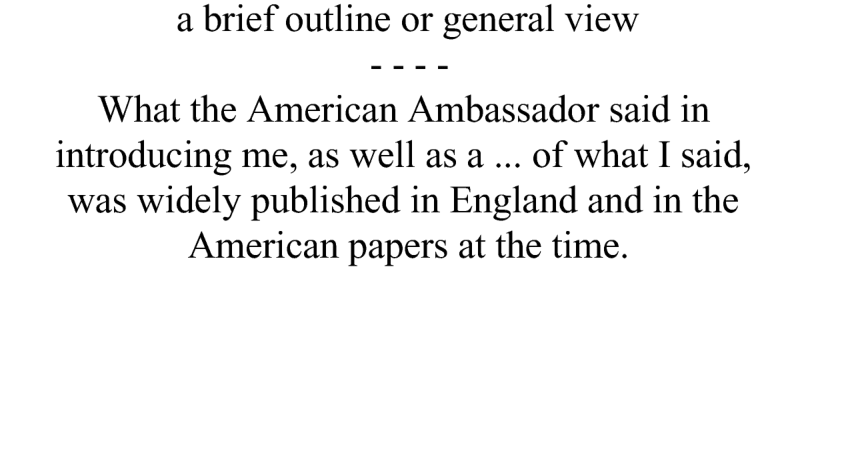 a brief outline or general view
- - - -
What the American Ambassador said in
introducing me, as well as a ... of what I said,
was widely published in England and in the
American papers at the time.